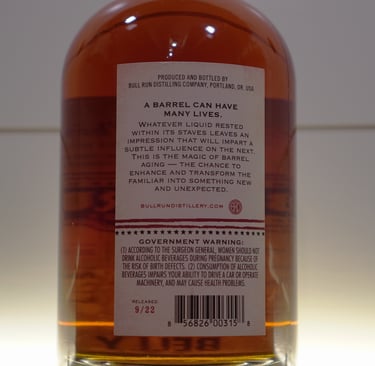 PRODUCED AND BOTTLED BY
BULL RUN DISTILLING COMPANY, PORTLAND, OR, USA
A BARREL CAN HAVE
MANY LIVES.
WHATEVER LIQUID RESTED
WITHIN ITS STAVES LEAVES AN
IMPRESSION THAT WILL IMPART A
SUBTLE INFLUENCE ON THE NEXT.
THIS IS THE MAGIC OF BARREL
AGING — THE CHANCE TO
ENHANCE AND TRANSFORM THE
FAMILIAR INTO SOMETHING NEW
AND UNEXPECTED.
BULLRUNDISTILLERY.COM
GOVERNMENT WARNING:
(1) ACCORDING TO THE SURGEON GENERAL, WOMEN SHOULD NOT
DRINK ALCOHOLIC BEVERAGES DURING PREGNANCY BECAUSE OF
THE RISK OF BIRTH DEFECTS. (2) CONSUMPTION OF ALCOHOLIC
BEVERAGES IMPAIRS YOUR ABILITY TO DRIVE A CAR OR OPERATE
MACHINERY, AND MAY CAUSE HEALTH PROBLEMS.
RELEASED
9/22
8 56826 00315 8